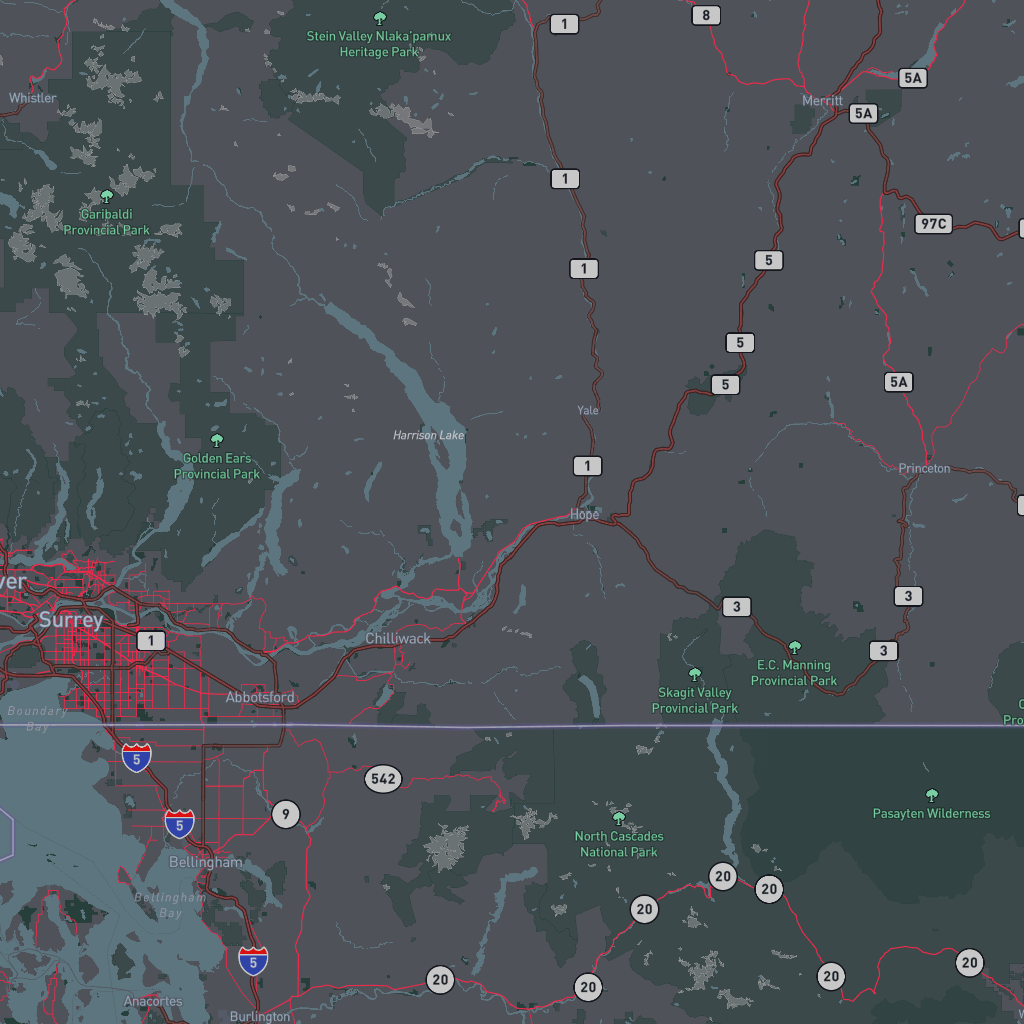 8
1
Stein Valley Nlaka'pamux
Heritage Park
5A
Whistler
Merritt
5A
1
Garibaldi
Provincial Park
97C
5
1
5
5A
5
Yale
Harrison Lake
Golden Ears
Provincial Park
1
Princeton
Hope
ver
3
3
Surrey
1
Chilliwack
3
E.C. Manning
Provincial Park
Skagit Valley
Provincial Park
Abbotsford
Boundary
Bay
5
542
Pasayten Wilderness
9
5
North Cascades
National Park
Bellingham
20
20
Bellingham
Bay
20
5
20
20
20
20
Anacortes
Burlington